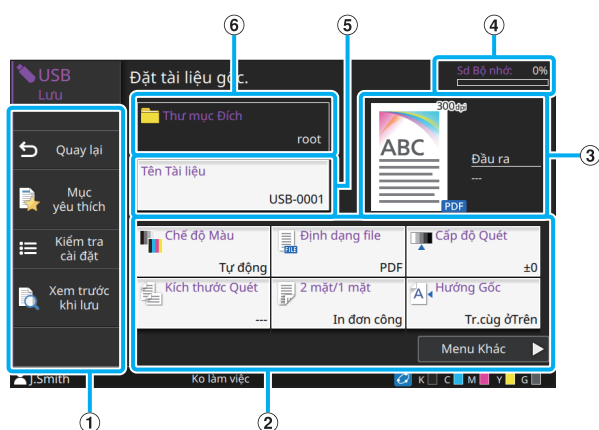 ⑥ ⑤ ④
USB
Lưu
Đặt tài liệu gốc.
Sd Bộ nhớ: 0%
Thư mục Đích
root
Tên Tài liệu
USB-0001
300dpi
ABC
PDF
Đầu ra
---
③
Quay lại
Mục
yêu thích
Kiểm tra
cài đặt
Xem trước
khi lưu
Chế độ Màu
Tự động
Định dạng file
FILE
PDF
Cấp độ Quét
±0
Kích thước Quét
---
2 mặt/1 mặt
In đơn công
A
Hướng Gốc
Tr.cùg ởTrên
Menu Khác
J.Smith
Ko làm việc
K C M Y G
① ②